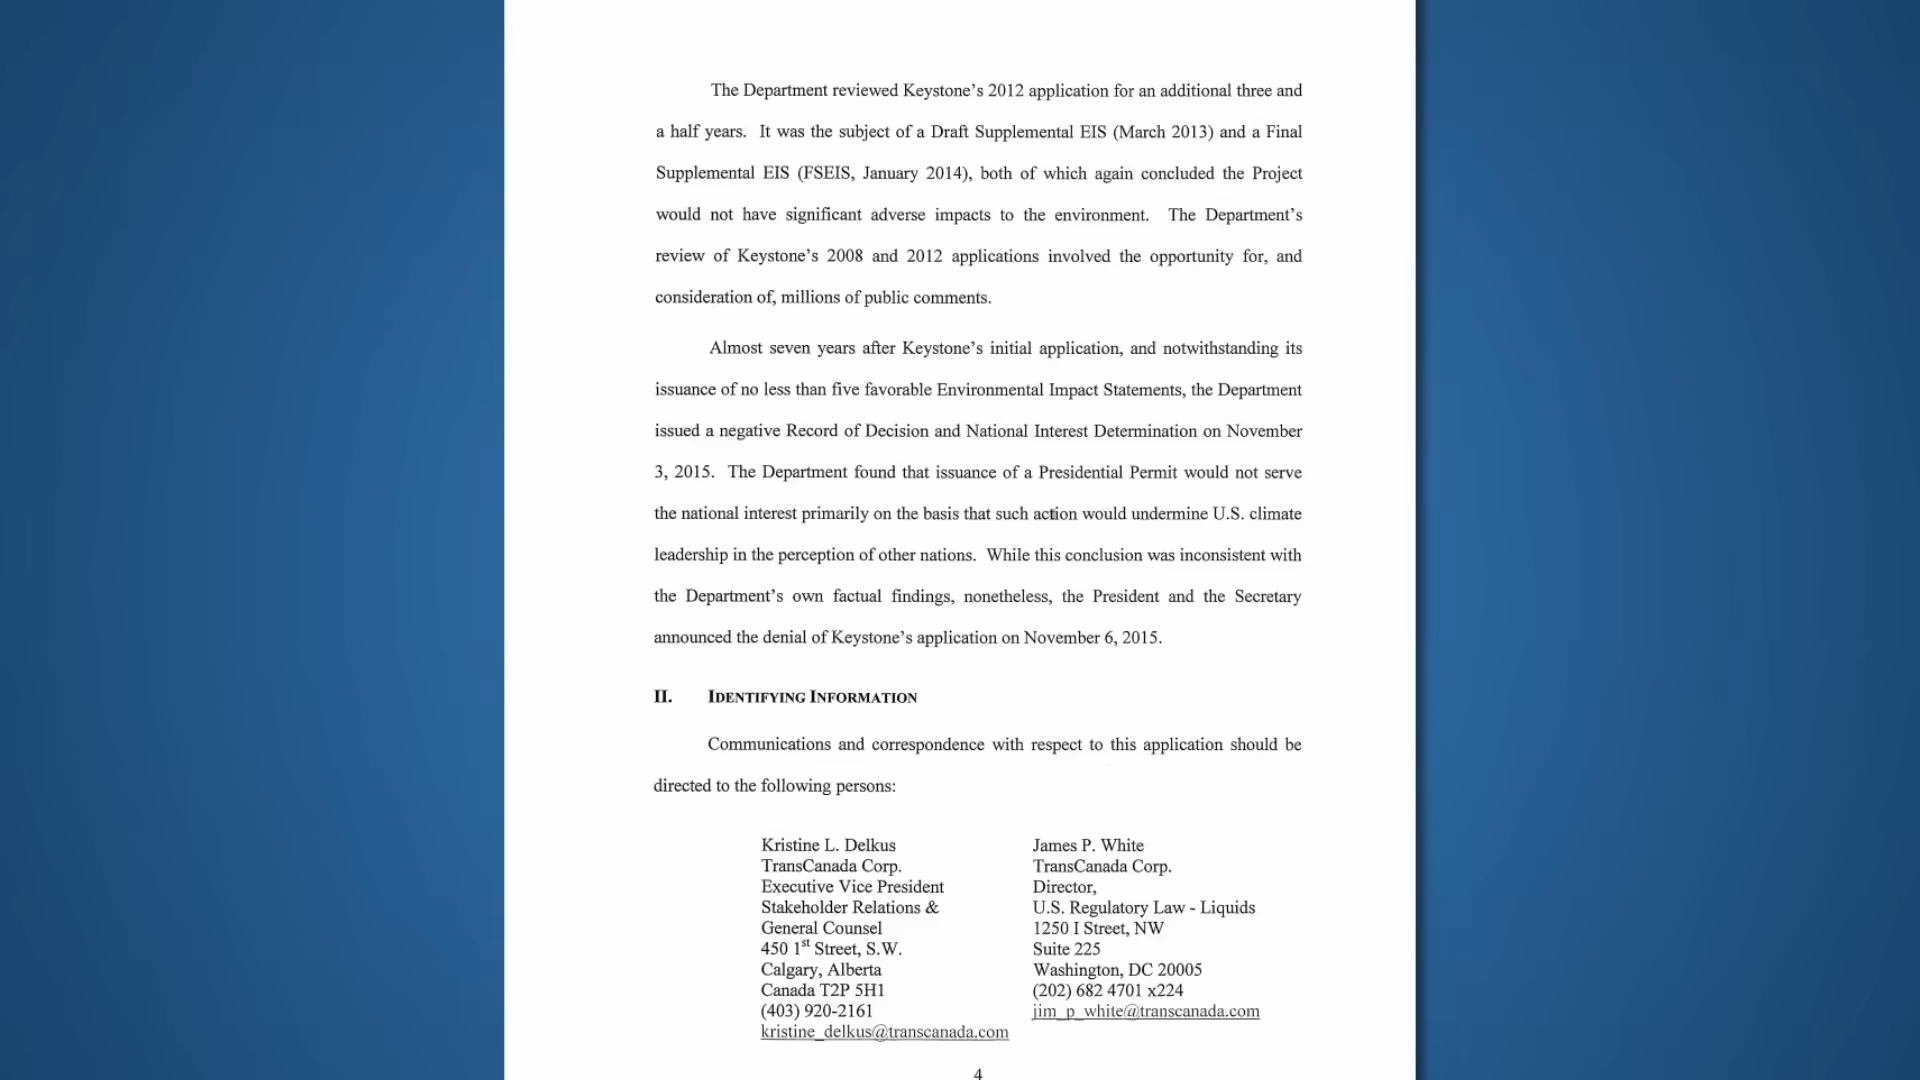 The Department reviewed Keystone's 2012 application for an additional three and
a half years. It was the subject of a Draft Supplemental EIS (March 2013) and a Final
Supplemental EIS (FSEIS, January 2014), both of which again concluded the Project
would not have significant adverse impacts to the environment. The Department's
review of Keystone's 2008 and 2012 applications involved the opportunity for, and
consideration of, millions of public comments.
Almost seven years after Keystone's initial application, and notwithstanding its
issuance of no less than five favorable Environmental Impact Statements, the Department
issued a negative Record of Decision and National Interest Determination on November
3, 2015. The Department found that issuance of a Presidential Permit would not serve
the national interest primarily on the basis that such action would undermine U.S. climate
leadership in the perception of other nations. While this conclusion was inconsistent with
the Department's own factual findings, nonetheless, the President and the Secretary
announced the denial of Keystone's application on November 6, 2015.
II. IDENTIFYING INFORMATION
Communications and correspondence with respect to this application should be
directed to the following persons:
Kristine L. Delkus
TransCanada Corp.
Executive Vice President
Stakeholder Relations &
General Counsel
450 1st Street, S.W.
Calgary, Alberta
Canada T2P 5H1
(403) 920-2161
kristine_delkus@transcanada.com
James P. White
TransCanada Corp.
Director,
U.S. Regulatory Law - Liquids
1250 I Street, NW
Suite 225
Washington, DC 20005
(202) 682 4701 x224
jim_p_white@transcanada.com
4